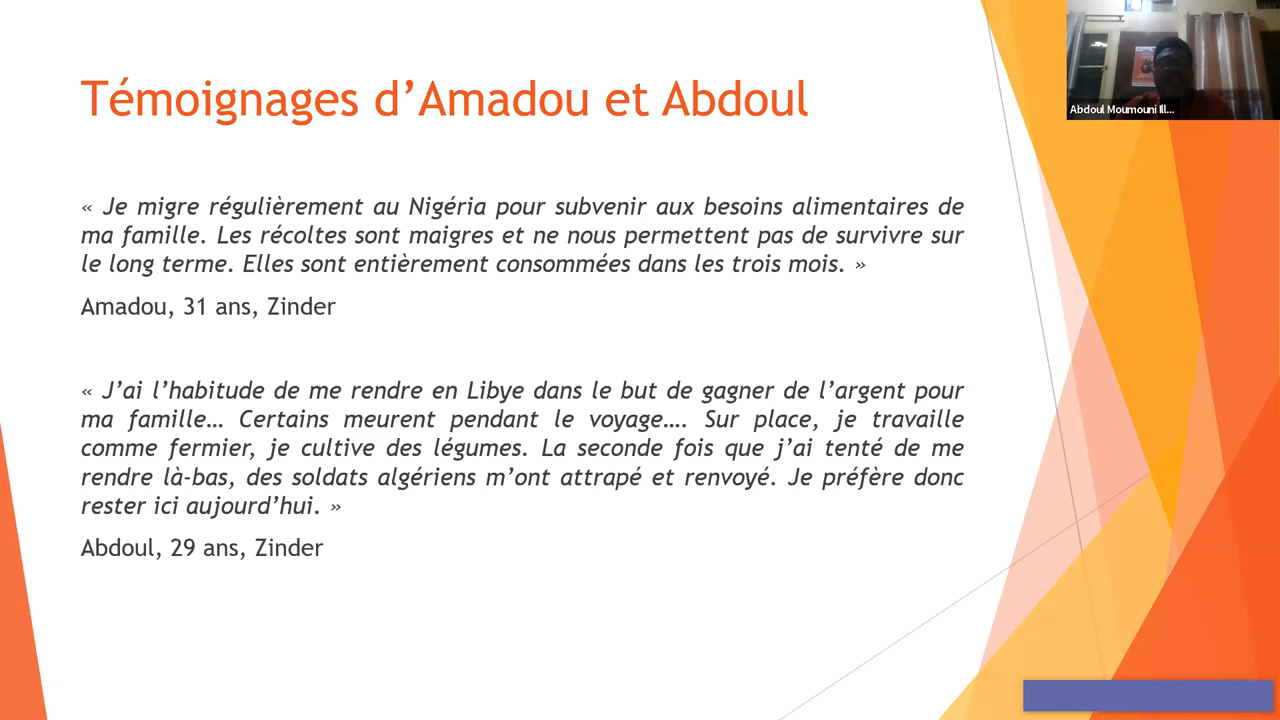 Témoignages d’Amadou et Abdoul
Abdoul Moumouni Ill...
« Je migre régulièrement au Nigéria pour subvenir aux besoins alimentaires de
ma famille. Les récoltes sont maigres et ne nous permettent pas de survivre sur
le long terme. Elles sont entièrement consommées dans les trois mois. »
Amadou, 31 ans, Zinder
« J’ai l’habitude de me rendre en Libye dans le but de gagner de l’argent pour
ma famille… Certains meurent pendant le voyage…. Sur place, je travaille
comme fermier, je cultive des légumes. La seconde fois que j’ai tenté de me
rendre là-bas, des soldats algériens m’ont attrapé et renvoyé. Je préfère donc
rester ici aujourd’hui. »
Abdoul, 29 ans, Zinder